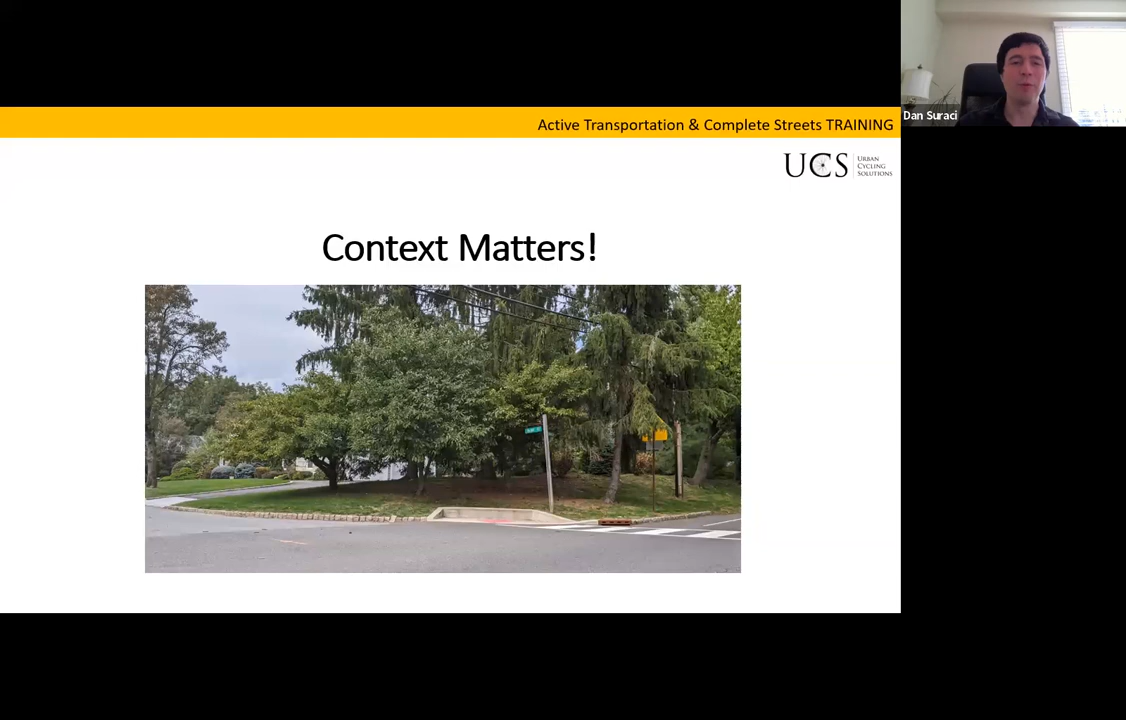 Active Transportation & Complete Streets TRAINING
UCS
URBAN
CYCLING
SOLUTIONS
Context Matters!
Dan Suraci